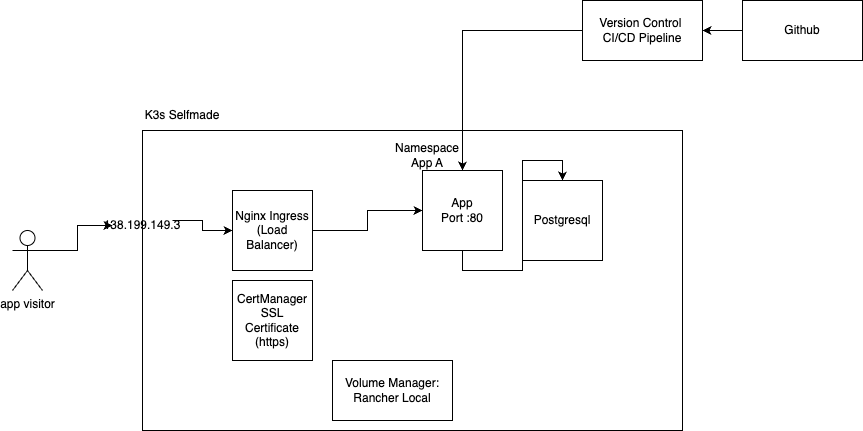 Version Control
CI/CD Pipeline
Github
K3s Selfmade
Namespace
App A
App
Port :80
Postgresql
Nginx Ingress
(Load
Balancer)
138.199.149.3
app visitor
CertManager
SSL
Certificate
(https)
Volume Manager:
Rancher Local